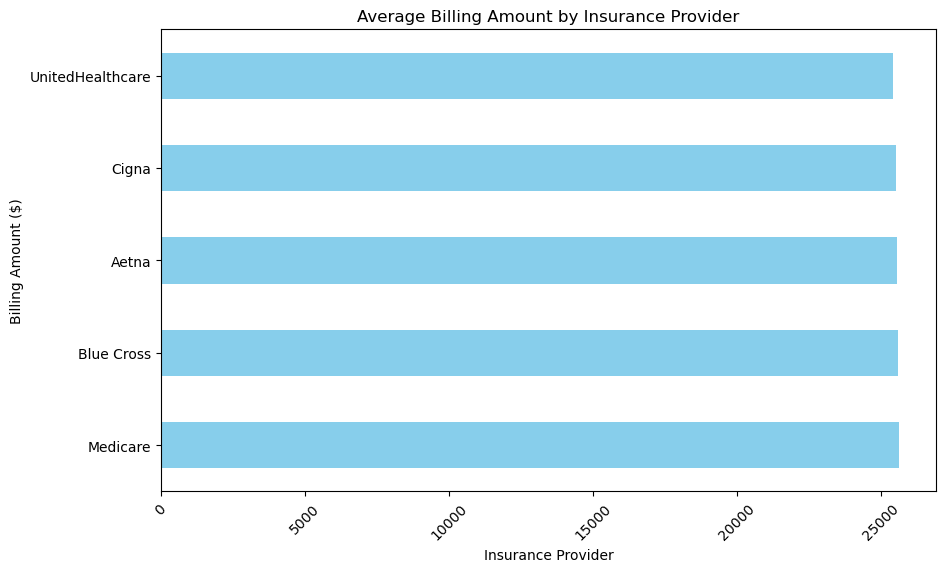 Average Billing Amount by Insurance Provider
Billing Amount ($)
UnitedHealthcare
Cigna
Aetna
Blue Cross
Medicare
0
5000
10000
15000
20000
25000
Insurance Provider